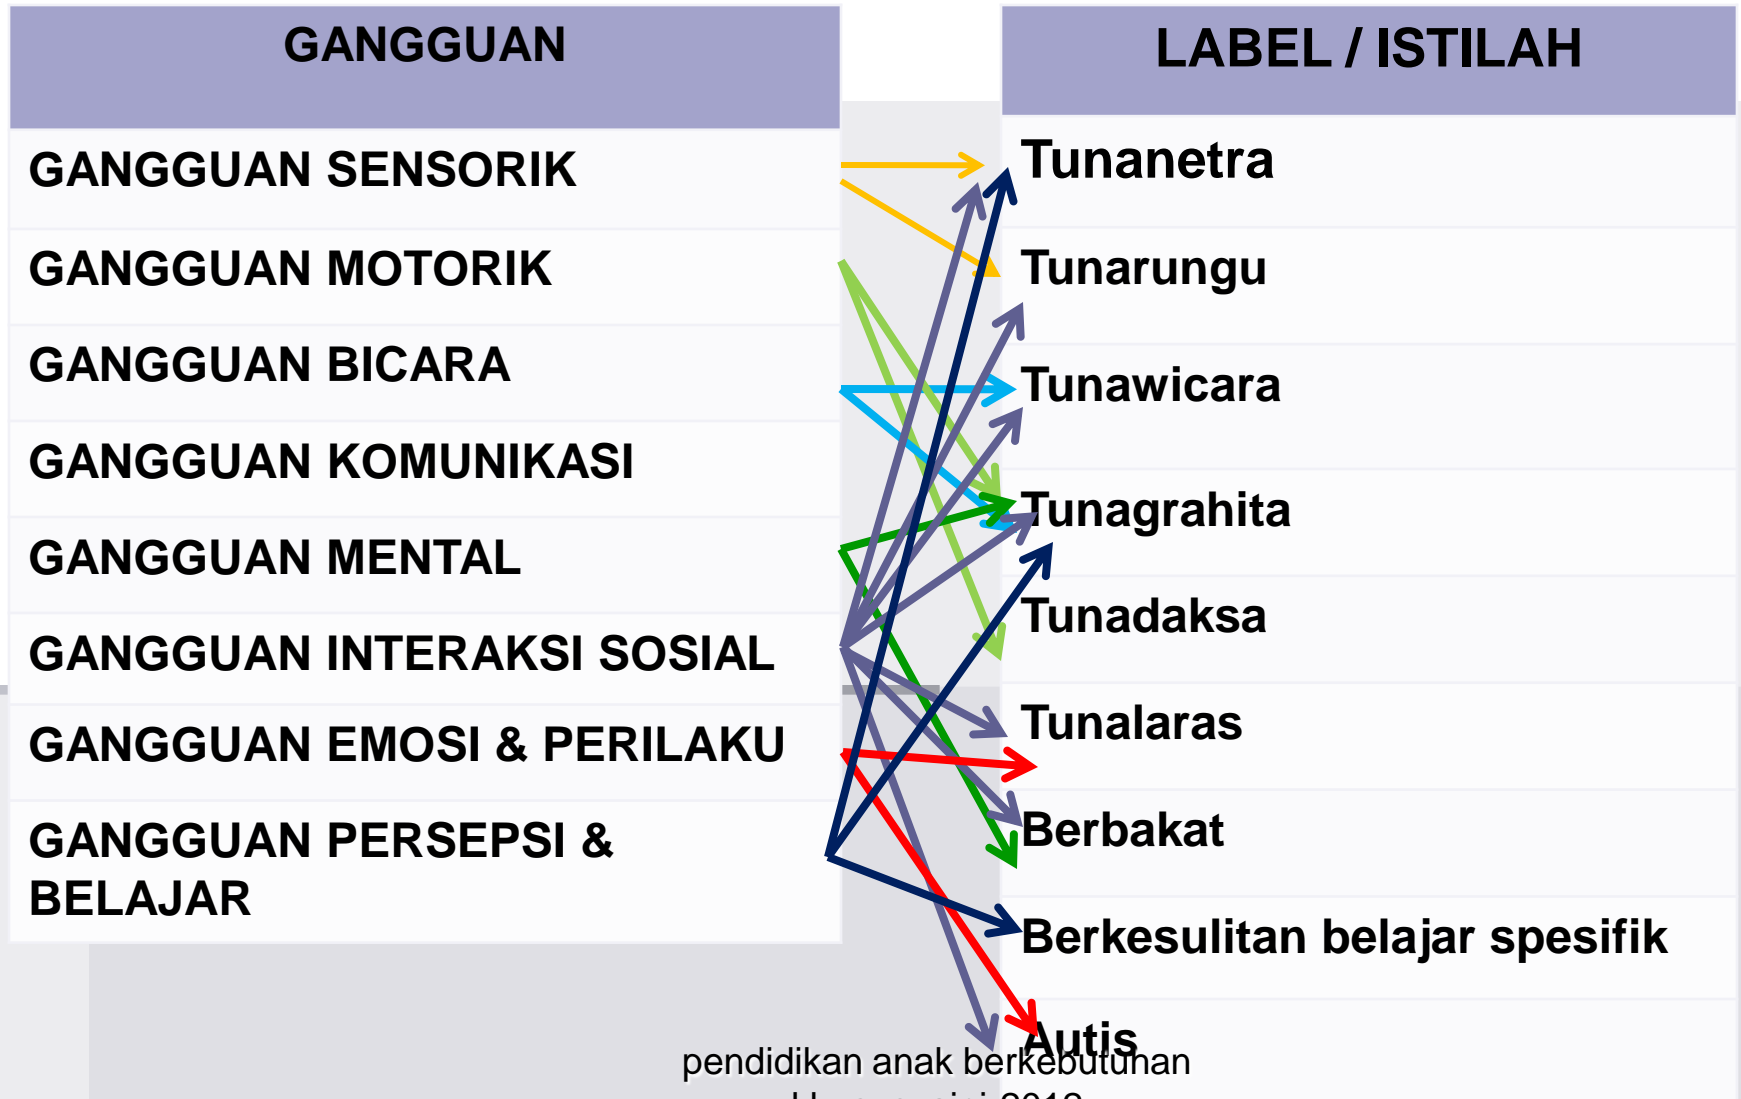 GANGGUAN
GANGGUAN SENSORIK
GANGGUAN MOTORIK
GANGGUAN BICARA
GANGGUAN KOMUNIKASI
GANGGUAN MENTAL
GANGGUAN INTERAKSI SOSIAL
GANGGUAN EMOSI & PERILAKU
GANGGUAN PERSEPSI &
BELAJAR
LABEL / ISTILAH
Tunanetra
Tunarungu
Tunawicara
Tunagrahita
Tunadaksa
Tunalaras
Berbakat
Berkesulitan belajar spesifik
Autis
pendidikan anak berkebutuhan